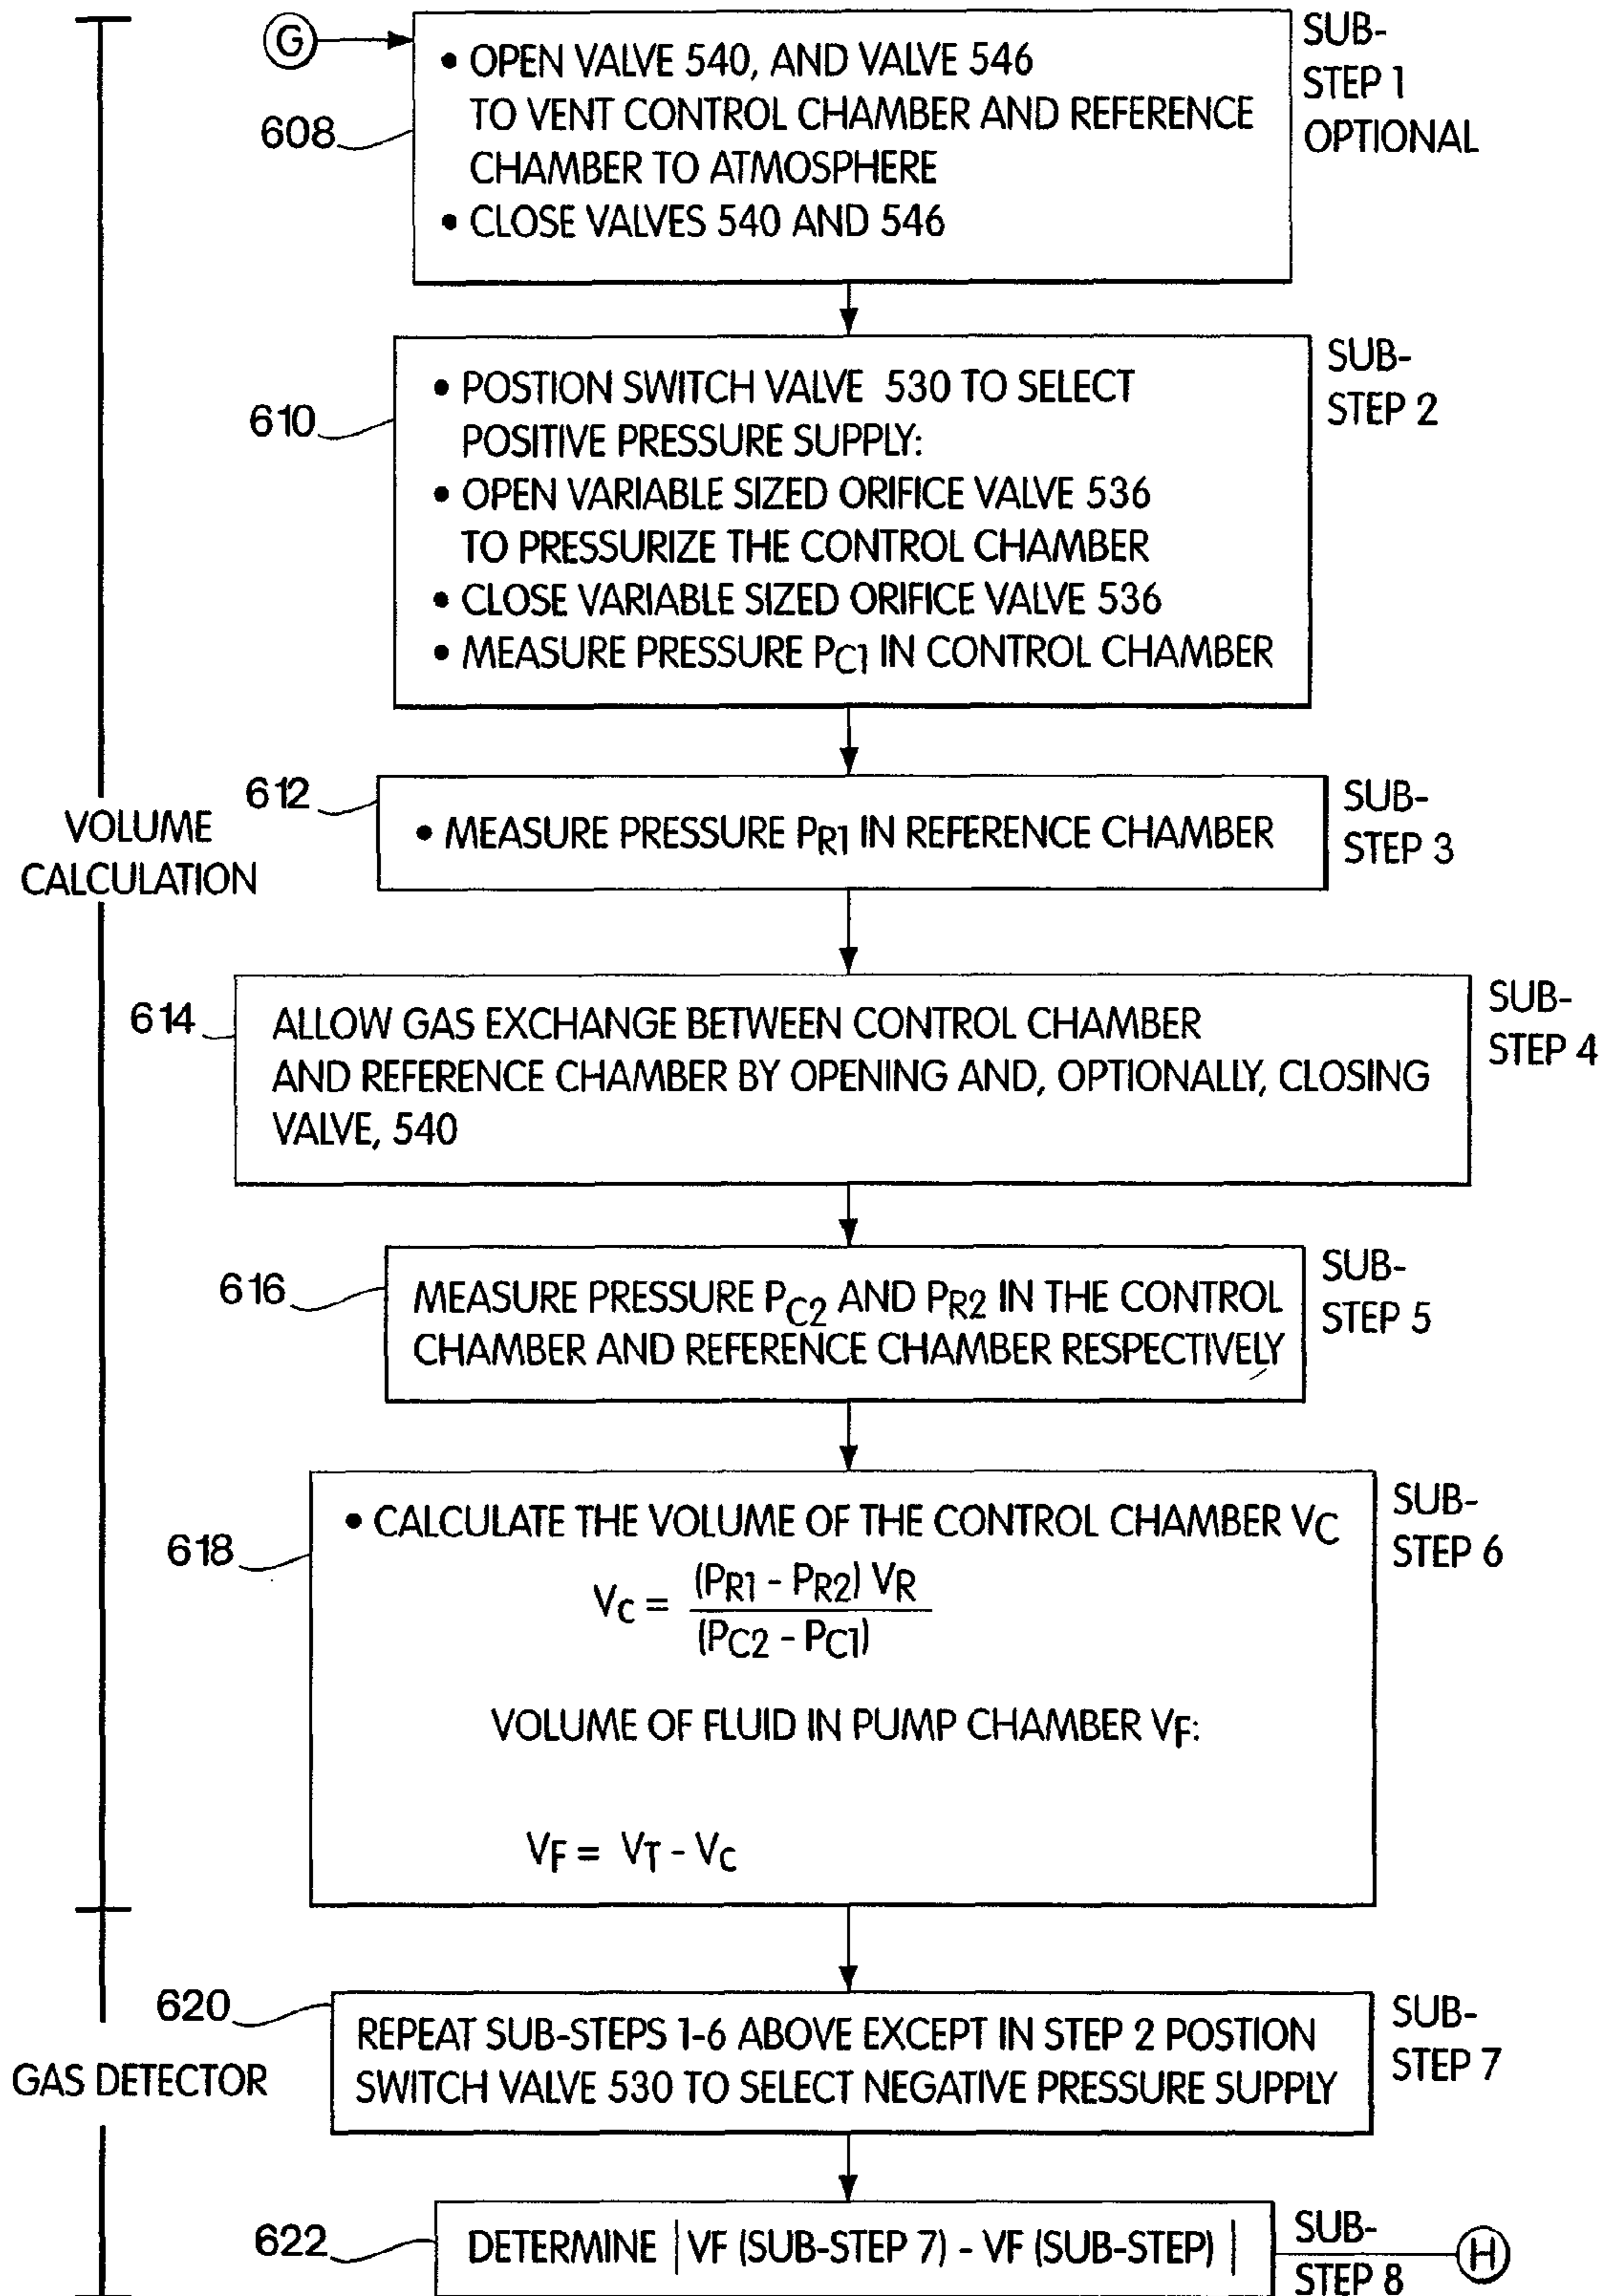 G
608
• OPEN VALVE 540, AND VALVE 546
TO VENT CONTROL CHAMBER AND REFERENCE
CHAMBER TO ATMOSPHERE
• CLOSE VALVES 540 AND 546
SUB-
STEP 1
OPTIONAL
610
• POSTION SWITCH VALVE 530 TO SELECT
POSITIVE PRESSURE SUPPLY:
• OPEN VARIABLE SIZED ORIFICE VALVE 536
TO PRESSURIZE THE CONTROL CHAMBER
• CLOSE VARIABLE SIZED ORIFICE VALVE 536
• MEASURE PRESSURE PC1 IN CONTROL CHAMBER
SUB-
STEP 2
VOLUME
CALCULATION
612
• MEASURE PRESSURE PR1 IN REFERENCE CHAMBER
SUB-
STEP 3
614
ALLOW GAS EXCHANGE BETWEEN CONTROL CHAMBER
AND REFERENCE CHAMBER BY OPENING AND, OPTIONALLY, CLOSING
VALVE, 540
SUB-
STEP 4
616
MEASURE PRESSURE PC2 AND PR2 IN THE CONTROL
CHAMBER AND REFERENCE CHAMBER RESPECTIVELY
SUB-
STEP 5
618
• CALCULATE THE VOLUME OF THE CONTROL CHAMBER VC
VC = (PR1 - PR2) VR
(PC2 - PC1)
VOLUME OF FLUID IN PUMP CHAMBER VF:
VF = VT - VC
SUB-
STEP 6
GAS DETECTOR
620
REPEAT SUB-STEPS 1-6 ABOVE EXCEPT IN STEP 2 POSTION
SWITCH VALVE 530 TO SELECT NEGATIVE PRESSURE SUPPLY
SUB-
STEP 7
622
DETERMINE |VF (SUB-STEP 7) - VF (SUB-STEP) |
SUB-
STEP 8
H